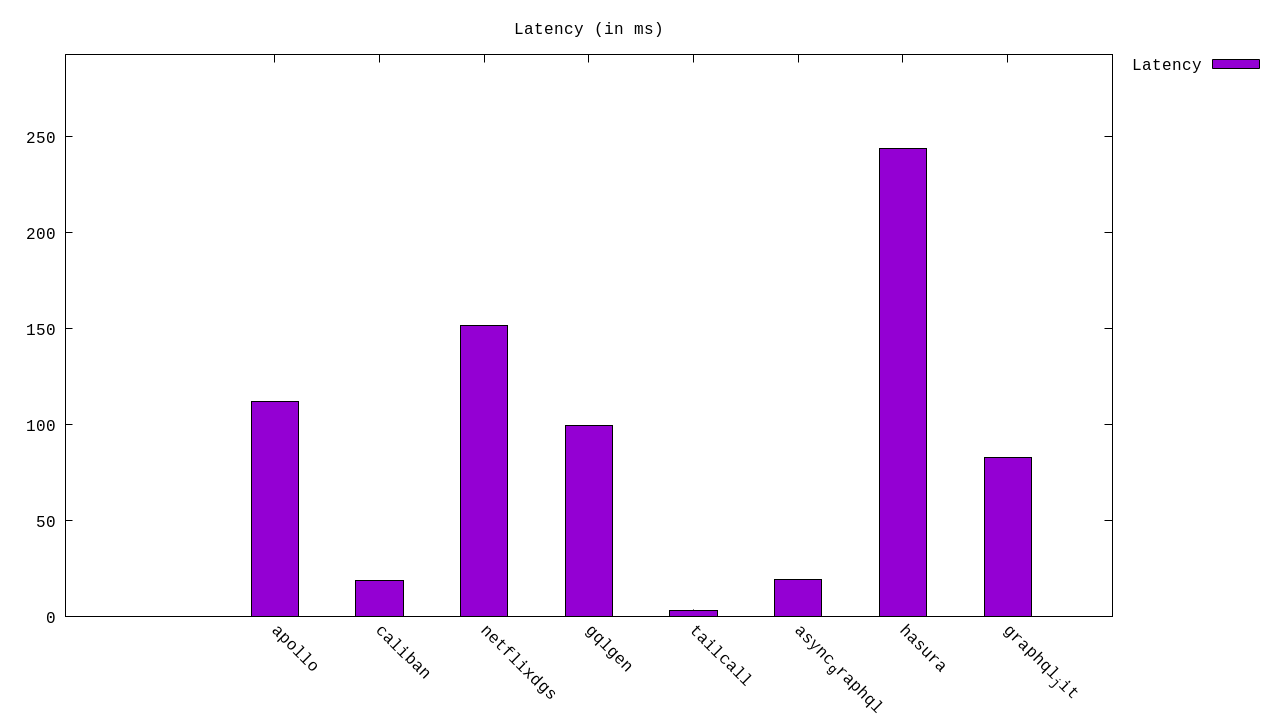 Latency (in ms)
Latency
250
200
150
100
50
0
apollo
caliban
netflixdgs
gqlgen
tailcall
async_graphql
hasura
graphql_jit